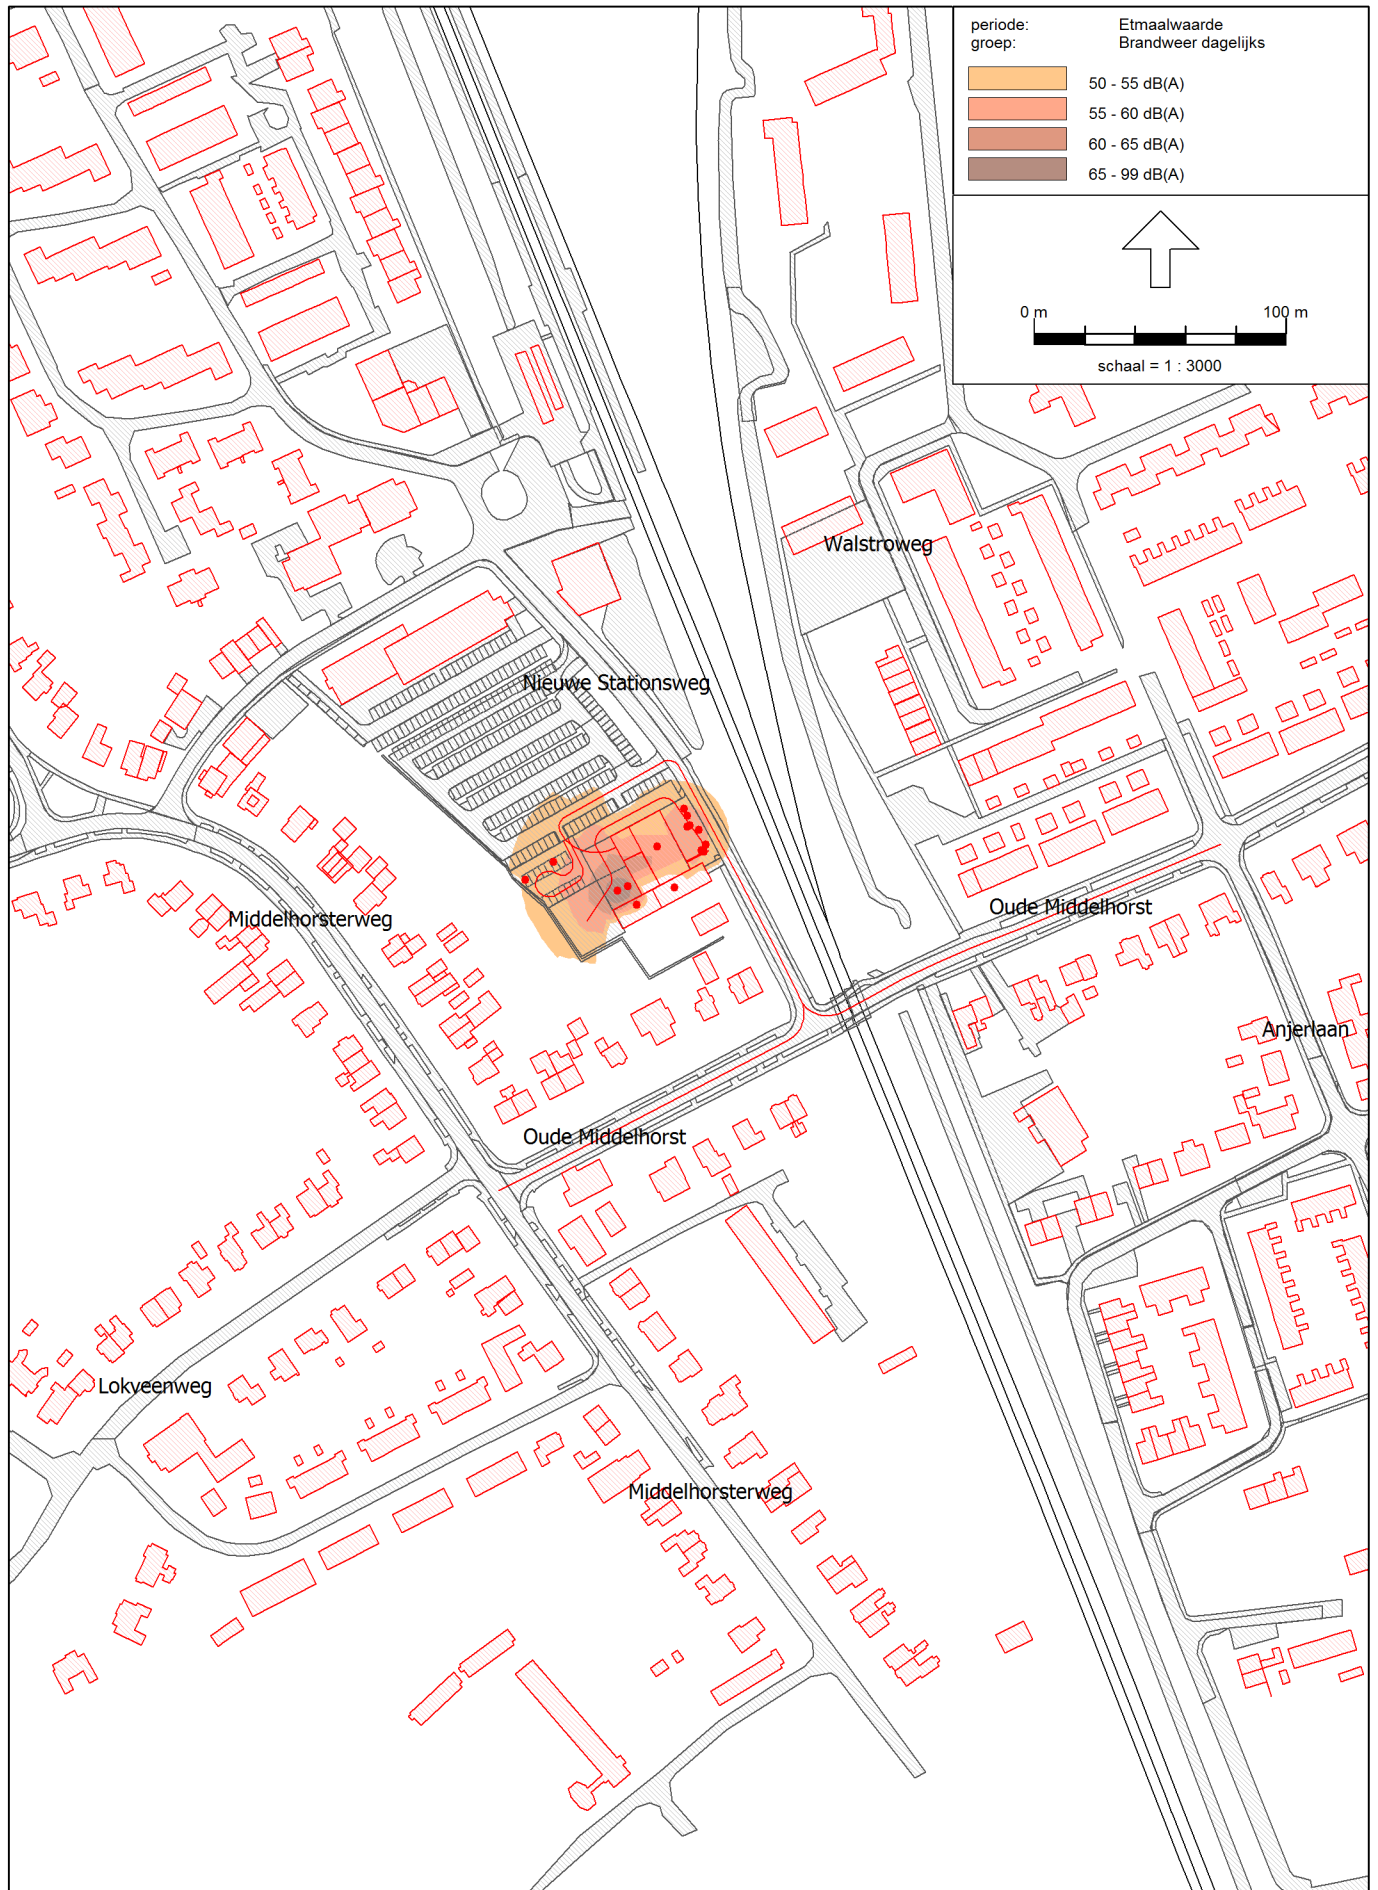 periode: Etmaalwaarde
groep: Brandweer dagelijks
50 - 55 dB(A)
55 - 60 dB(A)
60 - 65 dB(A)
65 - 99 dB(A)
0 m 100 m
schaal = 1 : 3000
Walstroweg
Nieuwe Stationsweg
Middelhorsterweg
Oude Middelhorst
Anjerlaan
Oude Middelhorst
Lokveenweg
Middelhorsterweg